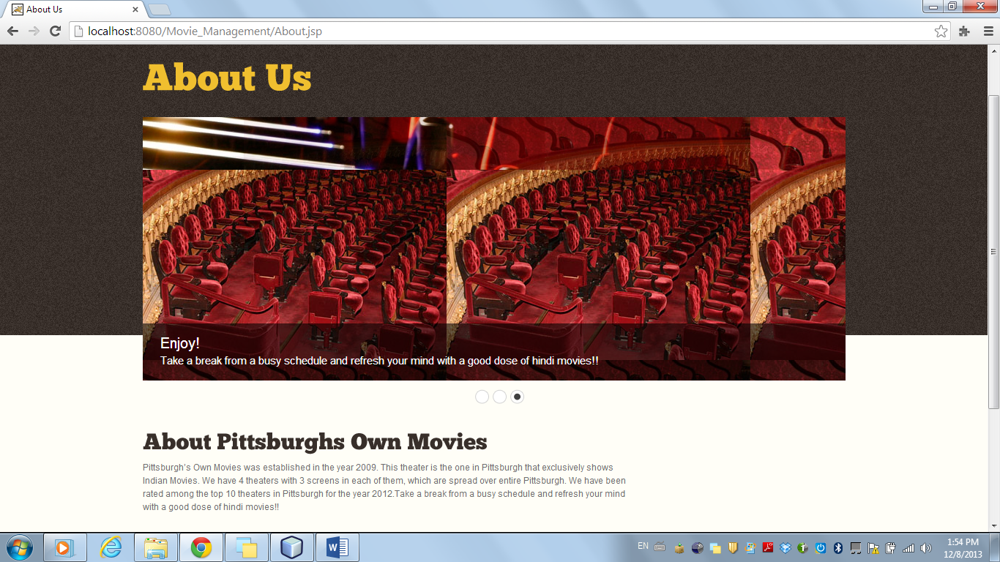 About Us
localhost:8080/Movie_Management/About.jsp
About Us
Enjoy!
Take a break from a busy schedule and refresh your mind with a good dose of hindi movies!!
About Pittsburghs Own Movies
Pittsburgh's Own Movies was established in the year 2009. This theater is the one in Pittsburgh that exclusively shows
Indian Movies. We have 4 theaters with 3 screens in each of them, which are spread over entire Pittsburgh. We have been
rated among the top 10 theaters in Pittsburgh for the year 2012.Take a break from a busy schedule and refresh your mind
with a good dose of hindi movies!!
EN
1:54 PM
12/8/2013